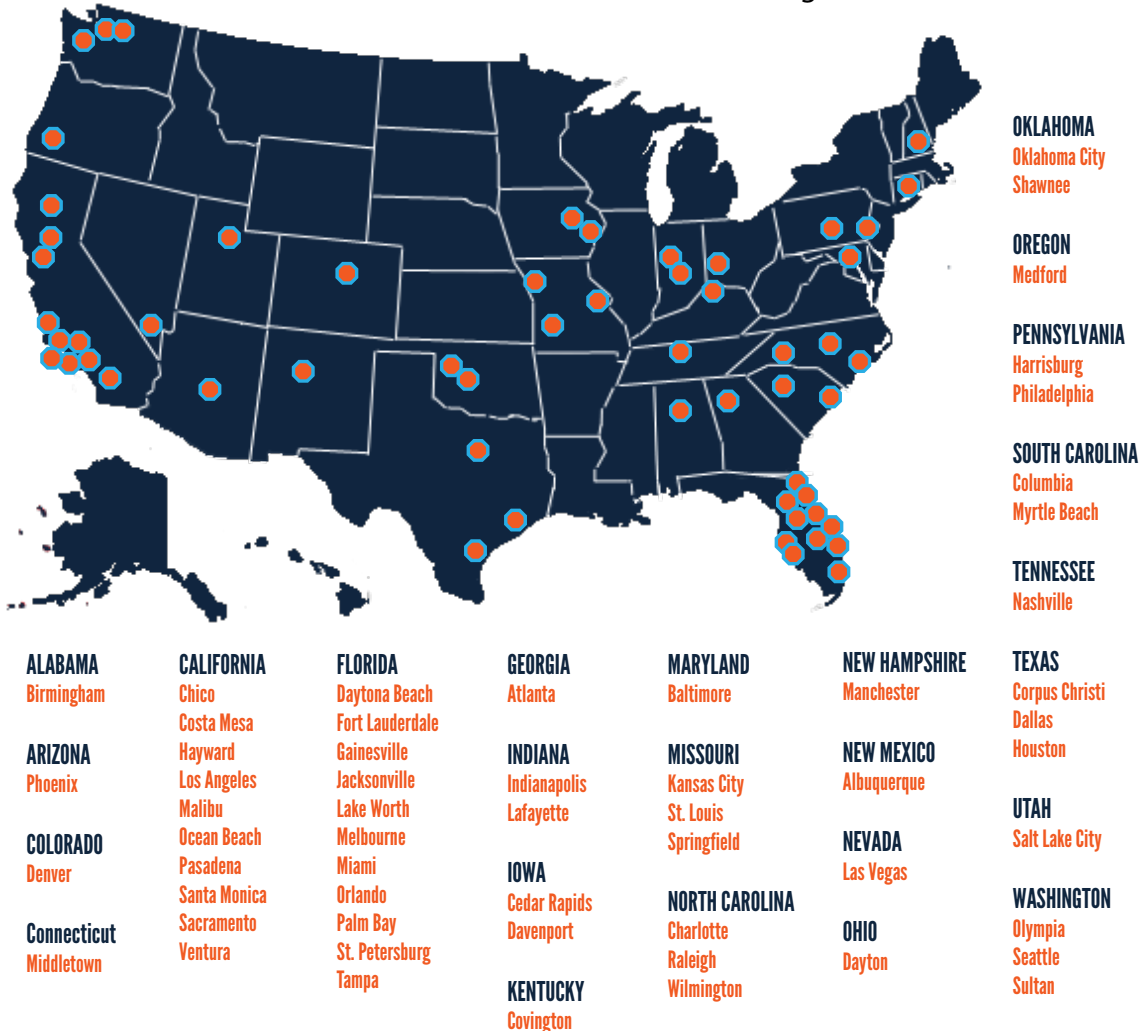 OKLAHOMA
Oklahoma City
Shawnee
OREGON
Medford
PENNSYLVANIA
Harrisburg
Philadelphia
SOUTH CAROLINA
Columbia
Myrtle Beach
TENNESSEE
Nashville
TEXAS
Corpus Christi
Dallas
Houston
UTAH
Salt Lake City
WASHINGTON
Olympia
Seattle
Sultan
ALABAMA
Birmingham
ARIZONA
Phoenix
COLORADO
Denver
Connecticut
Middletown
CALIFORNIA
Chico
Costa Mesa
Hayward
Los Angeles
Malibu
Ocean Beach
Pasadena
Santa Monica
Sacramento
Ventura
FLORIDA
Daytona Beach
Fort Lauderdale
Gainesville
Jacksonville
Lake Worth
Melbourne
Miami
Orlando
Palm Bay
St. Petersburg
Tampa
GEORGIA
Atlanta
INDIANA
Indianapolis
Lafayette
IOWA
Cedar Rapids
Davenport
KENTUCKY
Covington
MARYLAND
Baltimore
MISSOURI
Kansas City
St. Louis
Springfield
NORTH CAROLINA
Charlotte
Raleigh
Wilmington
NEW HAMPSHIRE
Manchester
NEW MEXICO
Albuquerque
NEVADA
Las Vegas
OHIO
Dayton